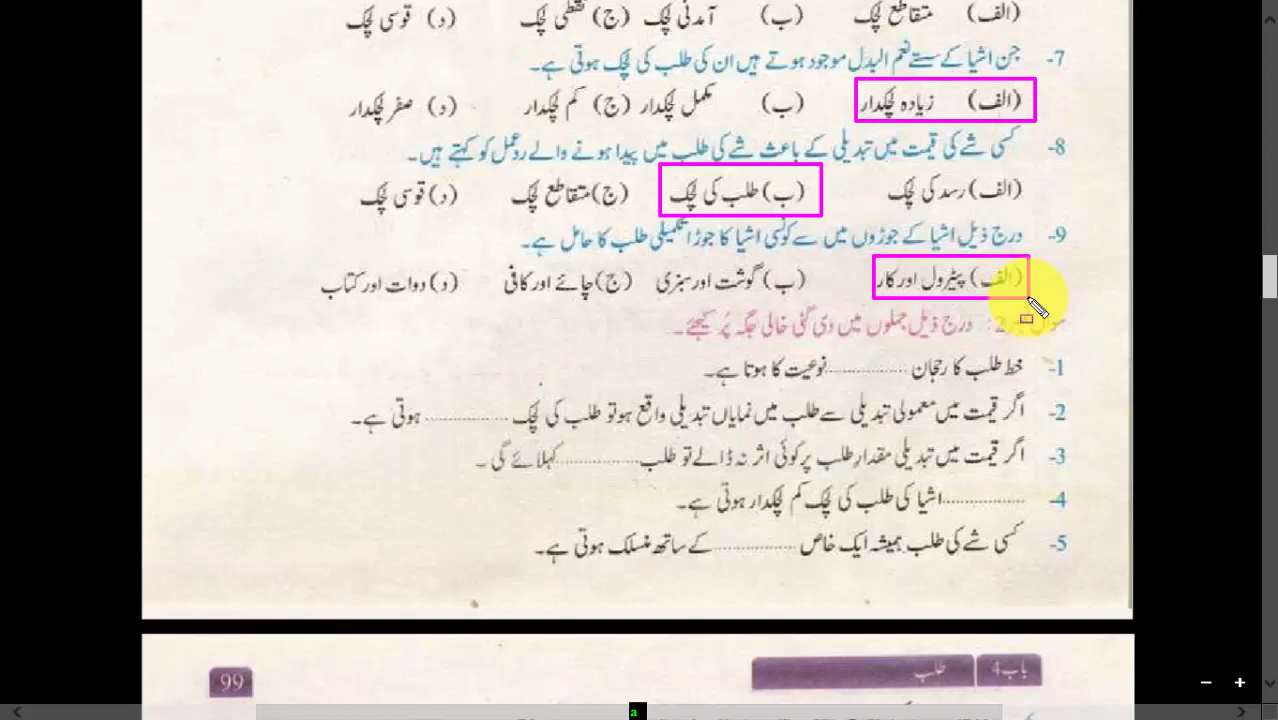 (الف) متقاطع لچک (ب) آمدنی لچک (ج) نقطی لچک (د) قوسی لچک
7- جن اشیا کے سستے نعم البدل موجود ہوتے ہیں ان کی طلب کی لچک ہوتی ہے۔
(الف) زیادہ لچکدار (ب) مکمل لچکدار (ج) کم لچکدار (د) صفر لچکدار
8- کسی شے کی قیمت میں تبدیلی کے باعث شے کی طلب میں پیدا ہونے والے ردعمل کو کہتے ہیں۔
(الف) رسد کی لچک (ب) طلب کی لچک (ج) متقاطع لچک (د) قوسی لچک
9- درج ذیل اشیا کے جوڑوں میں سے کونسی اشیا کا جوڑا تکمیلی طلب کا حامل ہے۔
(الف) پیٹرول اور کار (ب) گوشت اور سبزی (ج) چائے اور کافی (د) دوات اور کتاب
سوال نمبر 2: درج ذیل جملوں میں دی گئی خالی جگہ پُر کیجئے۔
1- خط طلب کا رجحان ............ نوعیت کا ہوتا ہے۔
2- اگر قیمت میں معمولی تبدیلی سے طلب میں نمایاں تبدیلی واقع ہو تو طلب کی لچک ............ ہوتی ہے۔
3- اگر قیمت میں تبدیلی مقدارِ طلب پر کوئی اثر نہ ڈالے تو طلب ............ کہلائے گی۔
4- ............ اشیا کی طلب کی لچک کم لچکدار ہوتی ہے۔
5- کسی شے کی طلب ہمیشہ ایک خاص ............ کے ساتھ منسلک ہوتی ہے۔
باب 4 طلب 99
a